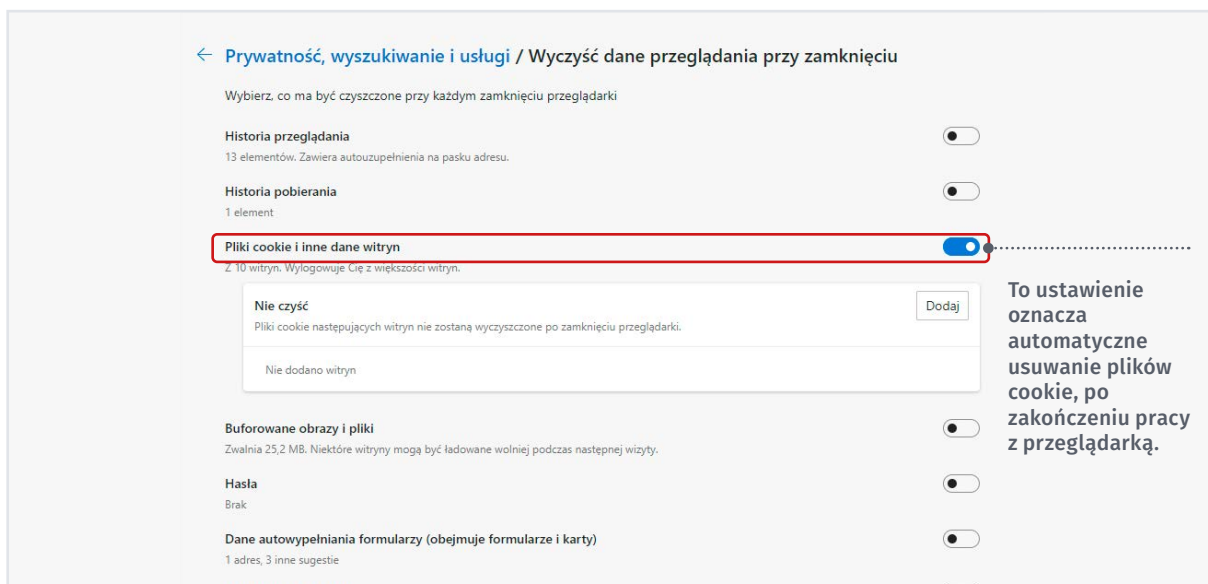 Prywatność, wyszukiwanie i usługi / Wyczyść dane przeglądania przy zamknięciu
Wybierz, co ma być czyszczone przy każdym zamknięciu przeglądarki
Historia przeglądania
13 elementów. Zawiera autouzupełnienia na pasku adresu.
Historia pobierania
1 element
Pliki cookie i inne dane witryn
Z 10 witryn. Wylogowuje Cię z większości witryn.
Nie czyść
Dodaj
Pliki cookie następujących witryn nie zostaną wyczyszczone po zamknięciu przeglądarki.
Nie dodano witryn
To ustawienie
oznacza
automatyczne
usuwanie plików
cookie, po
zakończeniu pracy
z przeglądarką.
Buforowane obrazy i pliki
Zwalnia 25,2 MB. Niektóre witryny mogą być ładowane wolniej podczas następnej wizyty.
Hasła
Brak
Dane autowypełniania formularzy (obejmuje formularze i karty)
1 adres, 3 inne sugestie